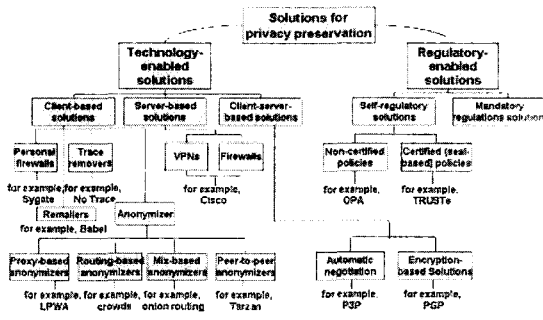 Solutions for
privacy preservation
Technology-
enabled
solutions
Regulatory-
enabled
solutions
Client-based
solutions
Server-based
solutions
Client-server-
based solutions
Self-regulatory
solutions
Mandatory
regulations solution
Personal
firewalls
Trace
removers
VPNs
Firewalls
Non-certified
policies
Certified (seal-
based) policies
for example,
Sygate
for example,
No Trace
for example,
Cisco
for example,
OPA
for example,
TRUSTe
Remailers
for example, Babel
Anonymizer
Proxy-based
anonymizers
Routing-based
anonymizers
Mix-based
anonymizers
Peer-to-peer
anonymizers
Automatic
negotiation
Encryption-
based Solutions
for example,
LPWA
for example,
crowds
for example,
onion routing
for example,
Tarzan
for example,
P3P
for example,
PGP